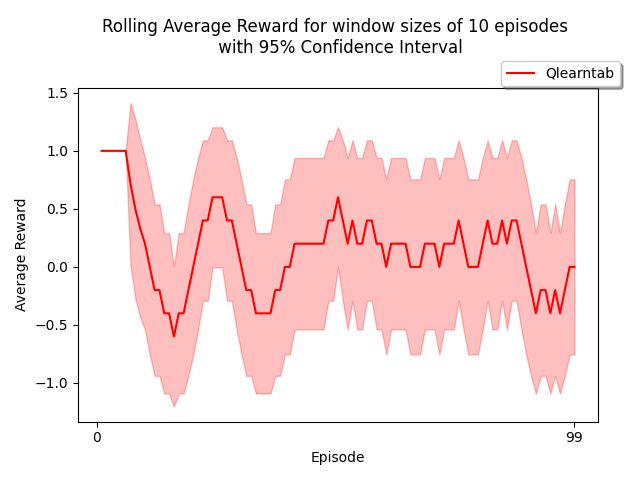 Rolling Average Reward for window sizes of 10 episodes
with 95% Confidence Interval
Qlearntab
1.5
1.0
0.5
0.0
−0.5
−1.0
Average Reward
0
99
Episode